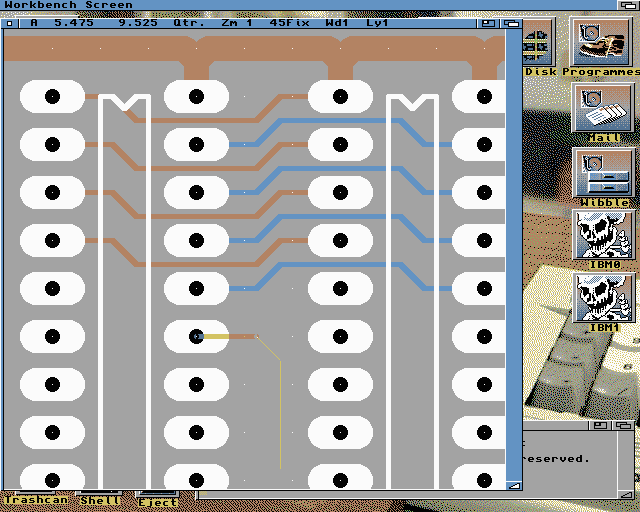 Workbench Screen
A 5.475 9.525 Qtr. Zm 1 45Fix Wd1 Lv1
Disk
Programmes
Mail
Wibble
IBM0
IBM1
reserved.
Trashcan
Shell
Eject